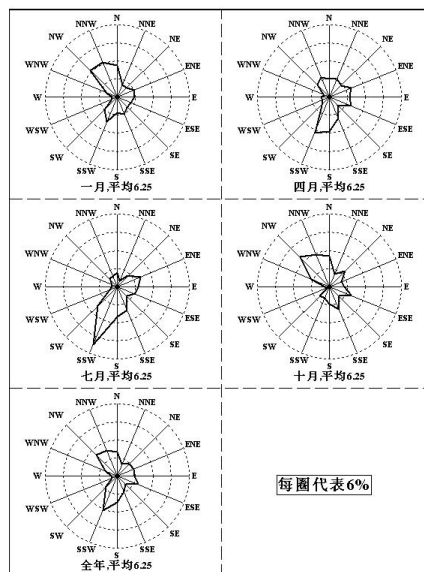 N
NNW NNE
NW NE
WNW ENE
W E
WSW ESE
SW SE
SSW SSE
S
一月,平均6.25
N
NNW NNE
NW NE
WNW ENE
W E
WSW ESE
SW SE
SSW SSE
S
四月,平均6.25
N
NNW NNE
NW NE
WNW ENE
W E
WSW ESE
SW SE
SSW SSE
S
七月,平均6.25
N
NNW NNE
NW NE
WNW ENE
W E
WSW ESE
SW SE
SSW SSE
S
十月,平均6.25
N
NNW NNE
NW NE
WNW ENE
W E
WSW ESE
SW SE
SSW SSE
S
全年,平均6.25
每圈代表6%